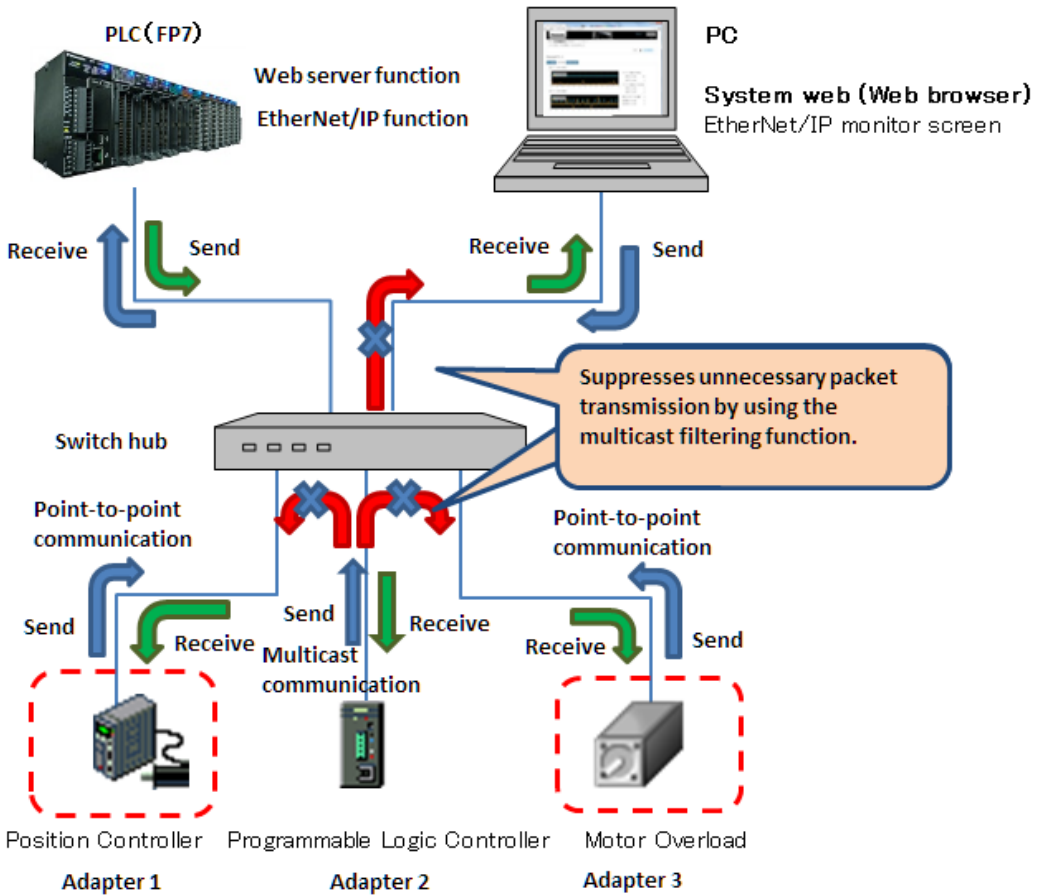 PLC(FP7)
Web server function
EtherNet/IP function
PC
System web (Web browser)
EtherNet/IP monitor screen
Receive
Send
Receive
Send
Suppresses unnecessary packet
transmission by using the
multicast filtering function.
Switch hub
Point-to-point
communication
Point-to-point
communication
Send
Receive
Send
Multicast
communication
Receive
Receive
Send
Position Controller
Programmable Logic Controller
Motor Overload
Adapter 1
Adapter 2
Adapter 3